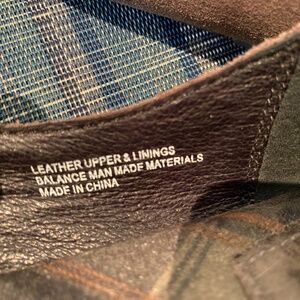 LEATHER UPPER & LININGS
BALANCE MAN MADE MATERIALS
MADE IN CHINA